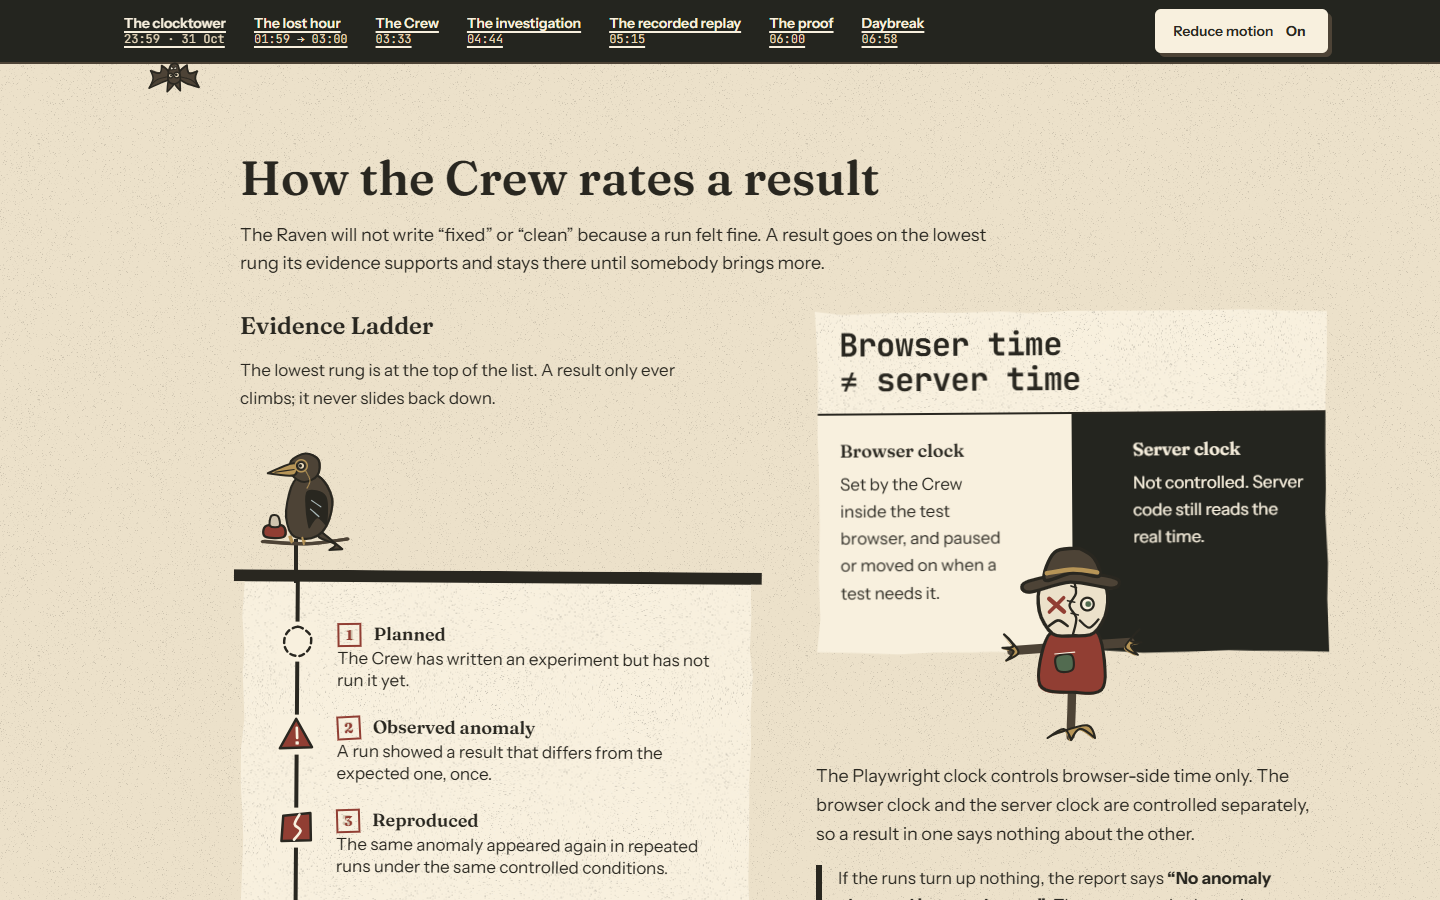 The clocktower
23:59 · 31 Oct
The lost hour
01:59 → 03:00
The Crew
03:33
The investigation
04:44
The recorded replay
05:15
The proof
06:00
Daybreak
06:58
Reduce motion On
How the Crew rates a result
The Raven will not write “fixed” or “clean” because a run felt fine. A result goes on the lowest
rung its evidence supports and stays there until somebody brings more.
Evidence Ladder
The lowest rung is at the top of the list. A result only ever
climbs; it never slides back down.
1 Planned
The Crew has written an experiment but has not
run it yet.
2 Observed anomaly
A run showed a result that differs from the
expected one, once.
3 Reproduced
The same anomaly appeared again in repeated
runs under the same controlled conditions.
Browser time
≠ server time
Browser clock
Set by the Crew
inside the test
browser, and paused
or moved on when a
test needs it.
Server clock
Not controlled. Server
code still reads the
real time.
The Playwright clock controls browser-side time only. The
browser clock and the server clock are controlled separately,
so a result in one says nothing about the other.
If the runs turn up nothing, the report says “No anomaly